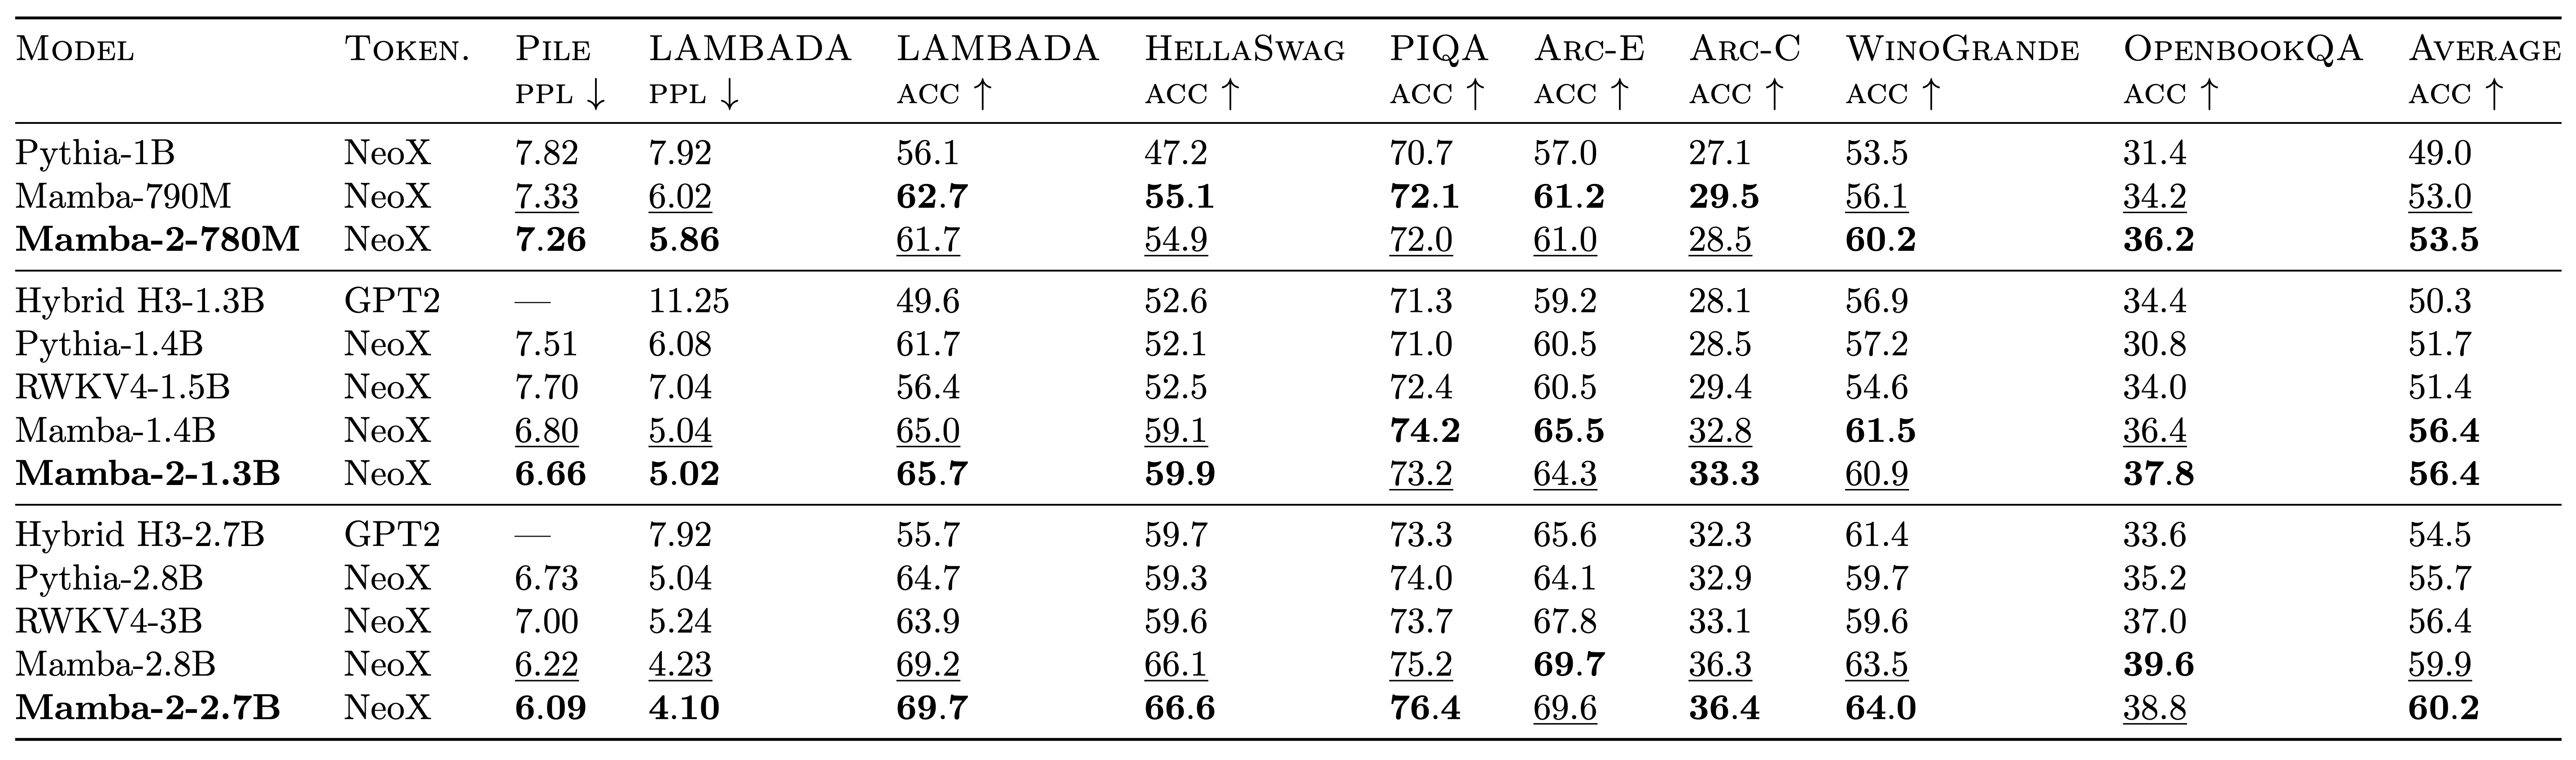 MODEL TOKEN. PILE LAMBADA LAMBADA HELLASWAG PIQA ARC-E ARC-C WINOGRANDE OPENBOOKQA AVERAGE
PPL ↓ PPL ↓ ACC ↑ ACC ↑ ACC ↑ ACC ↑ ACC ↑ ACC ↑ ACC ↑ ACC ↑
Pythia-1B NeoX 7.82 7.92 56.1 47.2 70.7 57.0 27.1 53.5 31.4 49.0
Mamba-790M NeoX 7.33 6.02 62.7 55.1 72.1 61.2 29.5 56.1 34.2 53.0
Mamba-2-780M NeoX 7.26 5.86 61.7 54.9 72.0 61.0 28.5 60.2 36.2 53.5
Hybrid H3-1.3B GPT2 — 11.25 49.6 52.6 71.3 59.2 28.1 56.9 34.4 50.3
Pythia-1.4B NeoX 7.51 6.08 61.7 52.1 71.0 60.5 28.5 57.2 30.8 51.7
RWKV4-1.5B NeoX 7.70 7.04 56.4 52.5 72.4 60.5 29.4 54.6 34.0 51.4
Mamba-1.4B NeoX 6.80 5.04 65.0 59.1 74.2 65.5 32.8 61.5 36.4 56.4
Mamba-2-1.3B NeoX 6.66 5.02 65.7 59.9 73.2 64.3 33.3 60.9 37.8 56.4
Hybrid H3-2.7B GPT2 — 7.92 55.7 59.7 73.3 65.6 32.3 61.4 33.6 54.5
Pythia-2.8B NeoX 6.73 5.04 64.7 59.3 74.0 64.1 32.9 59.7 35.2 55.7
RWKV4-3B NeoX 7.00 5.24 63.9 59.6 73.7 67.8 33.1 59.6 37.0 56.4
Mamba-2.8B NeoX 6.22 4.23 69.2 66.1 75.2 69.7 36.3 63.5 39.6 59.9
Mamba-2-2.7B NeoX 6.09 4.10 69.7 66.6 76.4 69.6 36.4 64.0 38.8 60.2